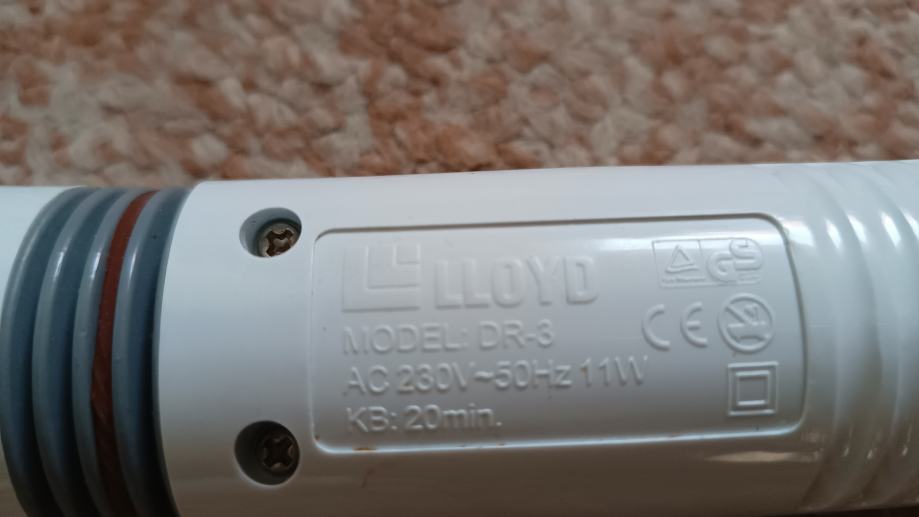 LLOYD
GS
MODEL: DR-3
CE
AC 230V~50Hz 11W
KB: 20min.